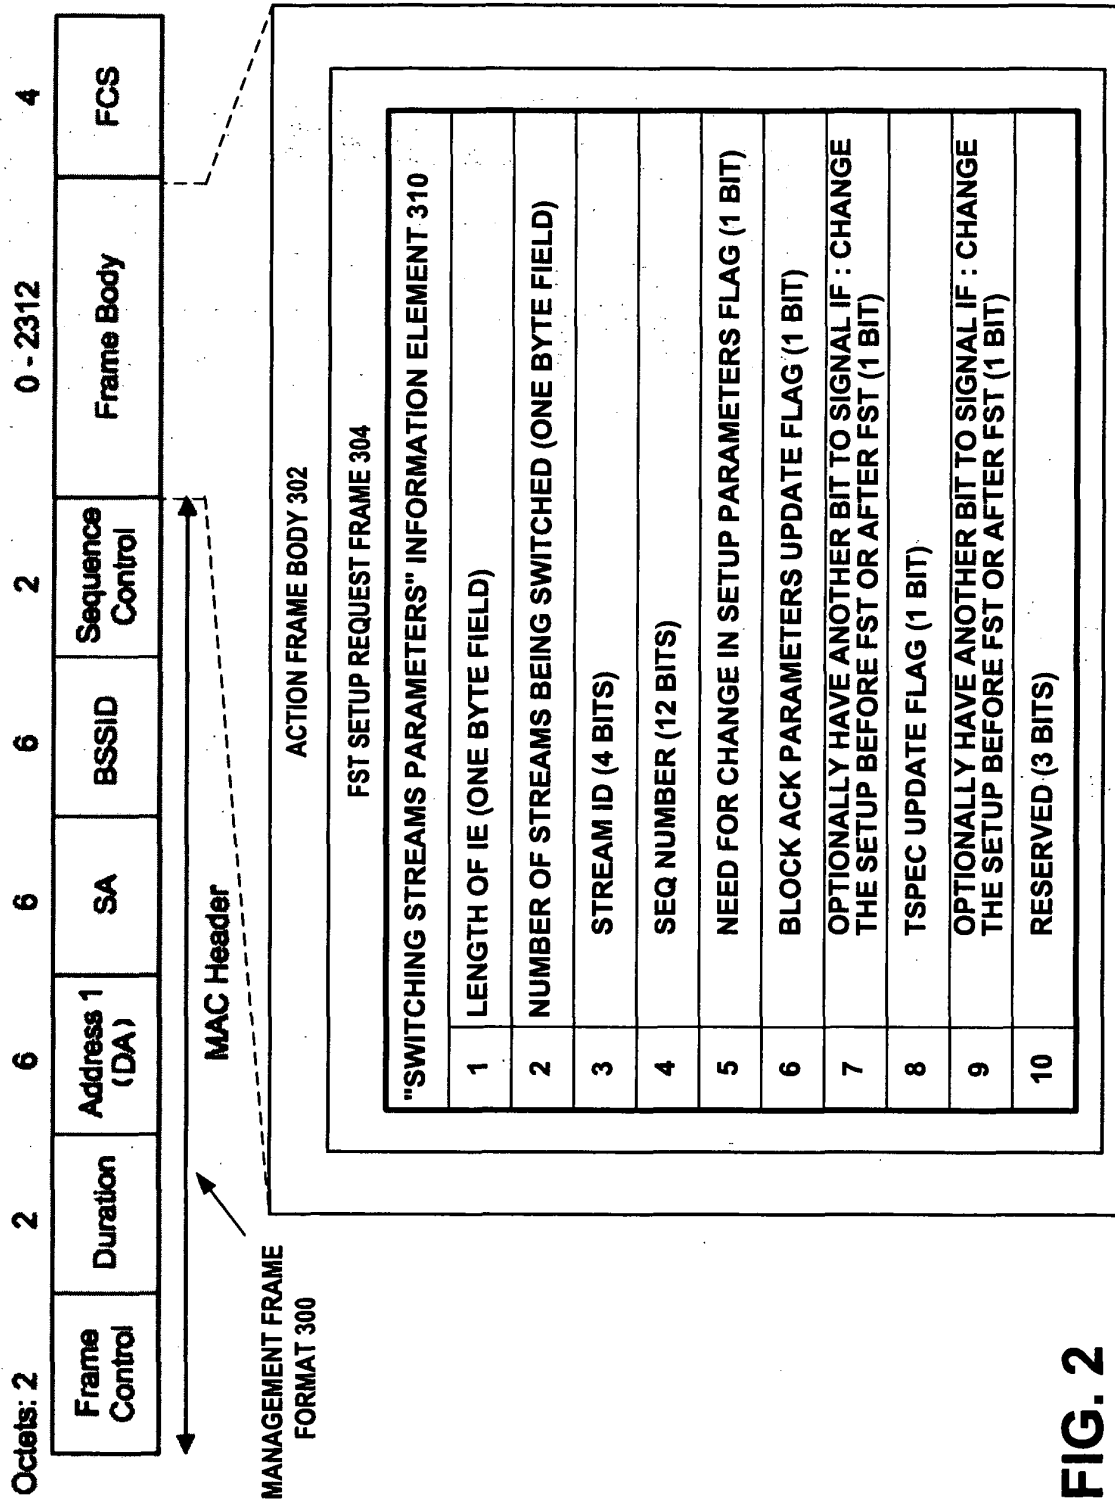 Octets: 2 2 6 6 6 2 0 - 2312 4
Frame Control Duration Address 1 (DA) SA BSSID Sequence Control Frame Body FCS
MAC Header
MANAGEMENT FRAME
FORMAT 300
ACTION FRAME BODY 302
FST SETUP REQUEST FRAME 304
"SWITCHING STREAMS PARAMETERS" INFORMATION ELEMENT 310
1 LENGTH OF IE (ONE BYTE FIELD)
2 NUMBER OF STREAMS BEING SWITCHED (ONE BYTE FIELD)
3 STREAM ID (4 BITS)
4 SEQ NUMBER (12 BITS)
5 NEED FOR CHANGE IN SETUP PARAMETERS FLAG (1 BIT)
6 BLOCK ACK PARAMETERS UPDATE FLAG (1 BIT)
7 OPTIONALLY HAVE ANOTHER BIT TO SIGNAL IF : CHANGE
THE SETUP BEFORE FST OR AFTER FST (1 BIT)
8 TSPEC UPDATE FLAG (1 BIT)
9 OPTIONALLY HAVE ANOTHER BIT TO SIGNAL IF : CHANGE
THE SETUP BEFORE FST OR AFTER FST (1 BIT)
10 RESERVED (3 BITS)
FIG. 2